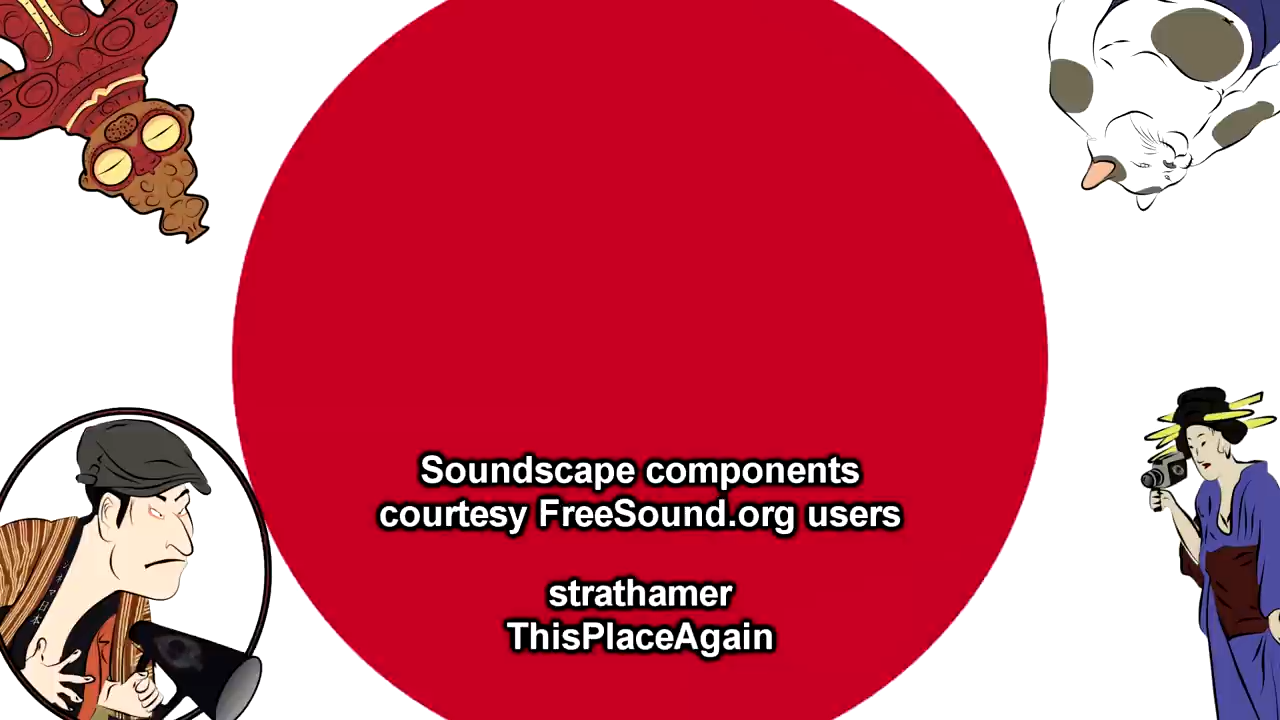 Soundscape components
courtesy FreeSound.org users
strathamer
ThisPlaceAgain